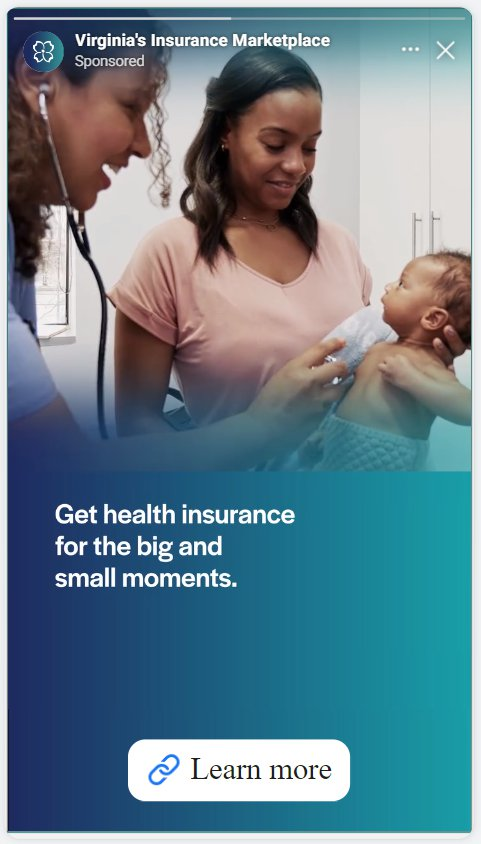 Virginia's Insurance Marketplace
Sponsored
Get health insurance
for the big and
small moments.
Learn more